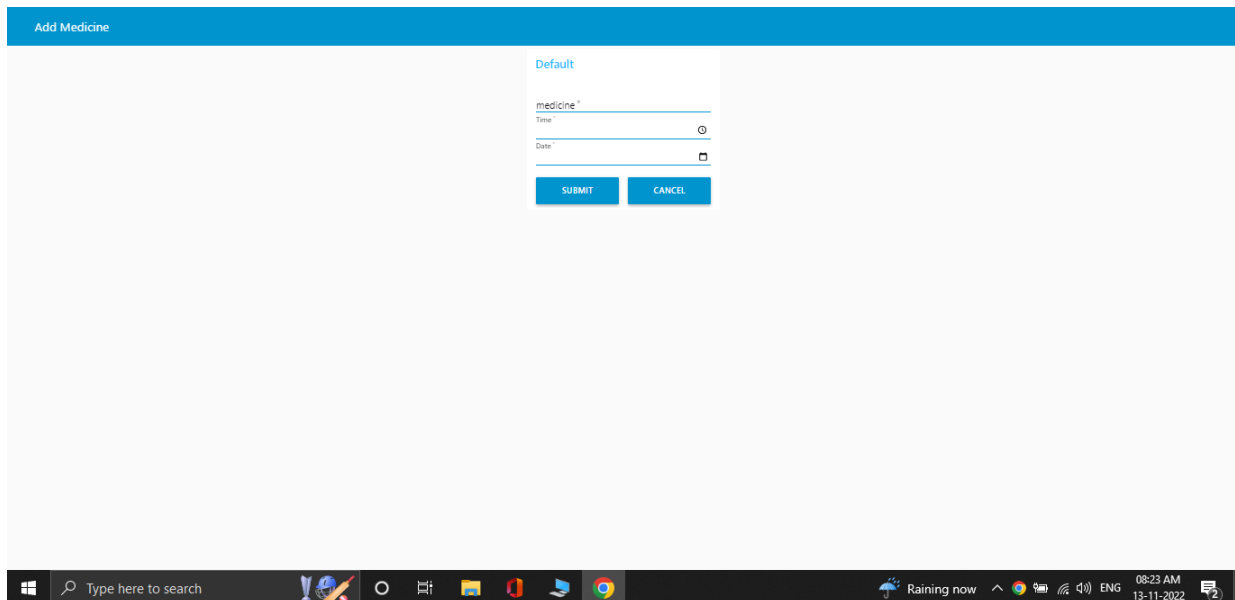 Add Medicine
Default
medicine *
Time *
Date *
SUBMIT CANCEL
Type here to search
Raining now ENG 08:23 AM
13-11-2022 2